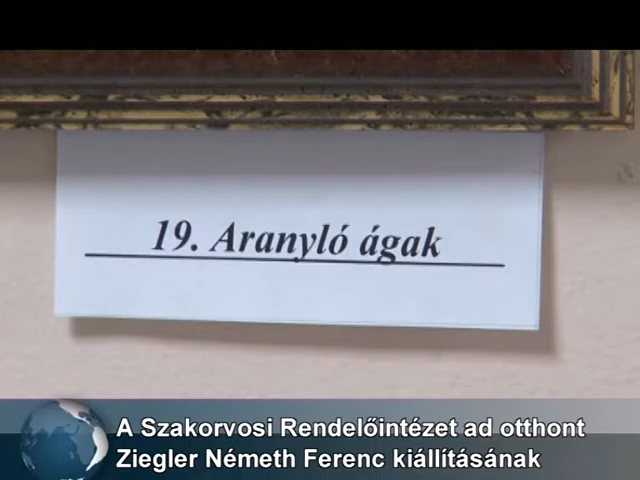 19. Aranyló ágak
A Szakorvosi Rendelőintézet ad otthont
Ziegler Németh Ferenc kiállításának